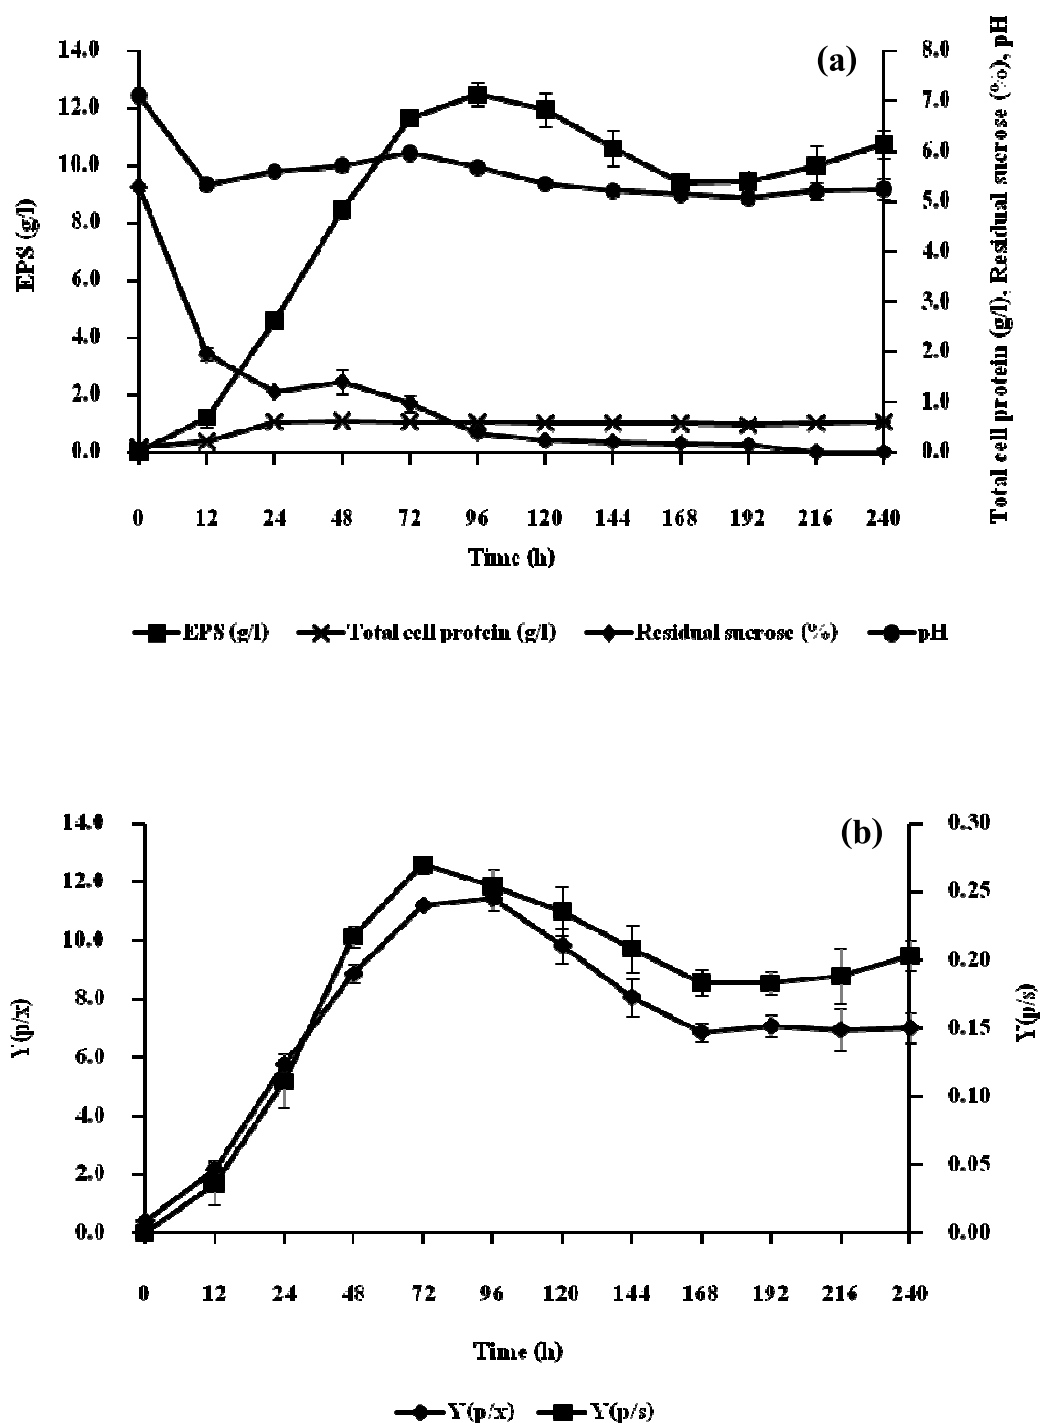 (a)
14.0
12.0
10.0
8.0
6.0
4.0
2.0
0.0
EPS (g/l)
8.0
7.0
6.0
5.0
4.0
3.0
2.0
1.0
0.0
Total cell protein (g/l), Residual sucrose (%), pH
0 12 24 48 72 96 120 144 168 192 216 240
Time (h)
EPS (g/l) Total cell protein (g/l) Residual sucrose (%) pH
(b)
14.0
12.0
10.0
8.0
6.0
4.0
2.0
0.0
Y(p/x)
0.30
0.25
0.20
0.15
0.10
0.05
0.00
Y(p/s)
0 12 24 48 72 96 120 144 168 192 216 240
Time (h)
Y(p/x) Y(p/s)